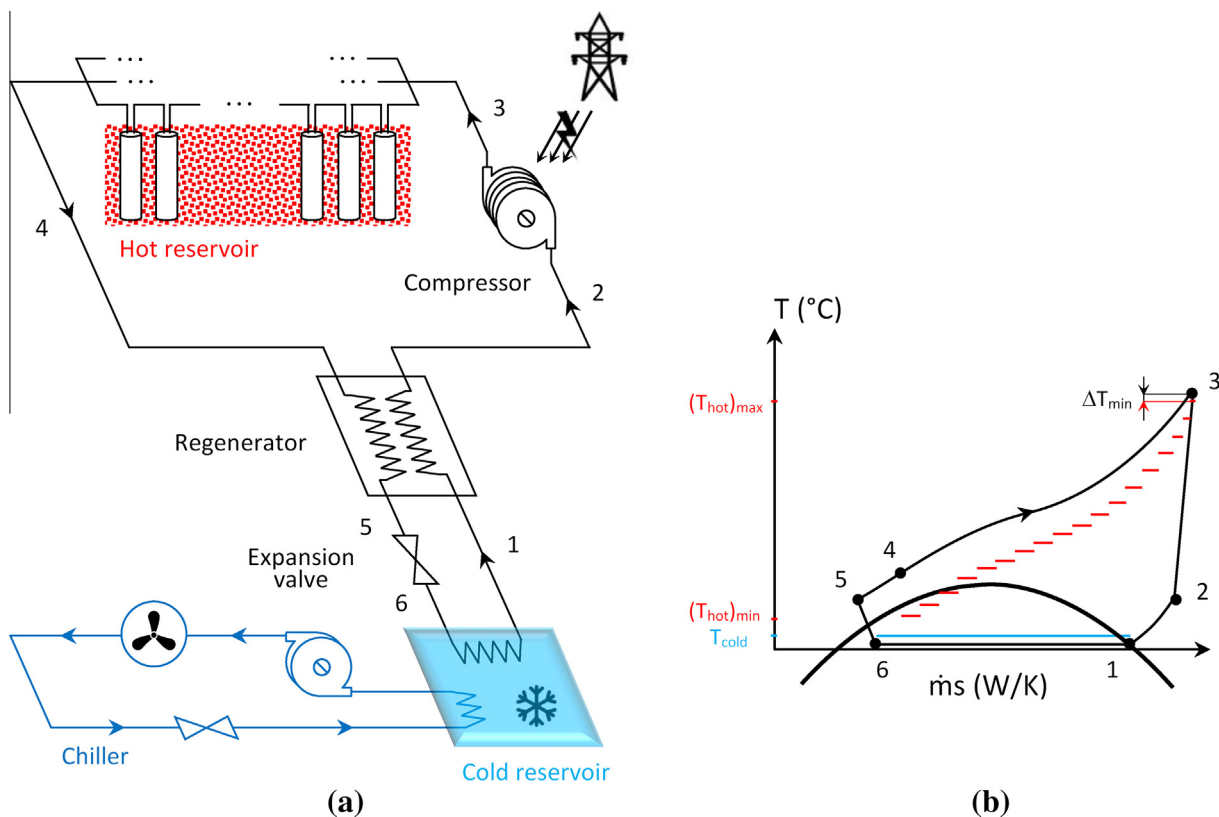 ... ...
... ...
...
3
4
Hot reservoir
Compressor
2
Regenerator
5
1
Expansion
valve
6
Chiller
Cold reservoir
(a)
T (°C)
3
(Thot)max
ΔTmin
4
5
2
(Thot)min
Tcold
6
1
ṁs (W/K)
(b)